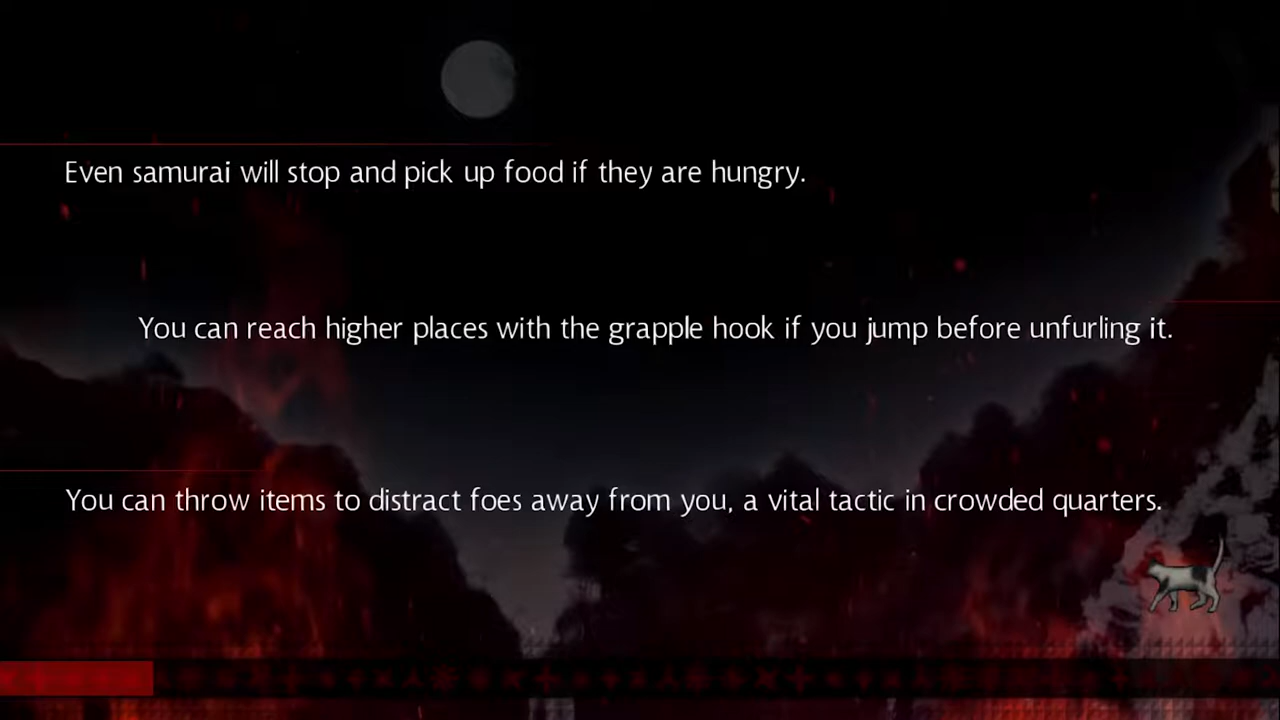 Even samurai will stop and pick up food if they are hungry.
You can reach higher places with the grapple hook if you jump before unfurling it.
You can throw items to distract foes away from you, a vital tactic in crowded quarters.